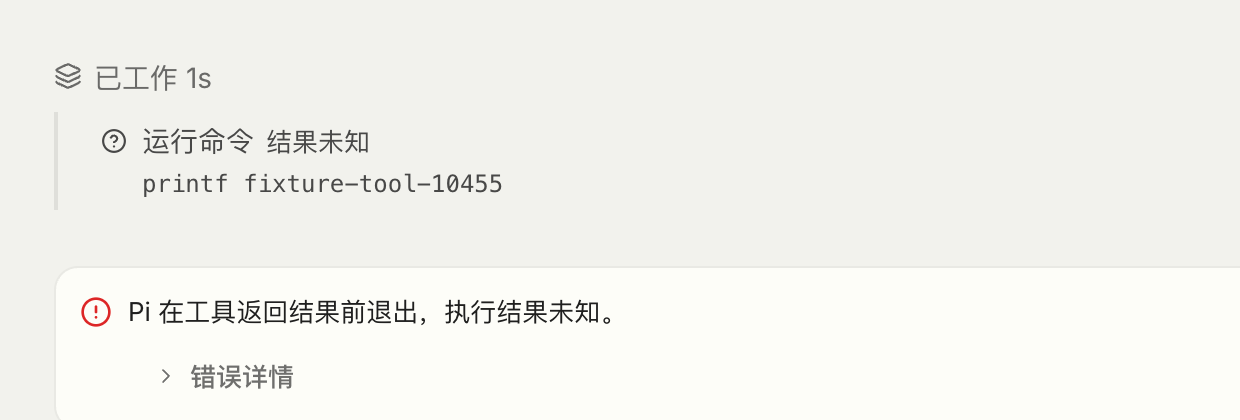 已工作 1s
运行命令 结果未知
printf fixture-tool-10455
Pi 在工具返回结果前退出，执行结果未知。
错误详情